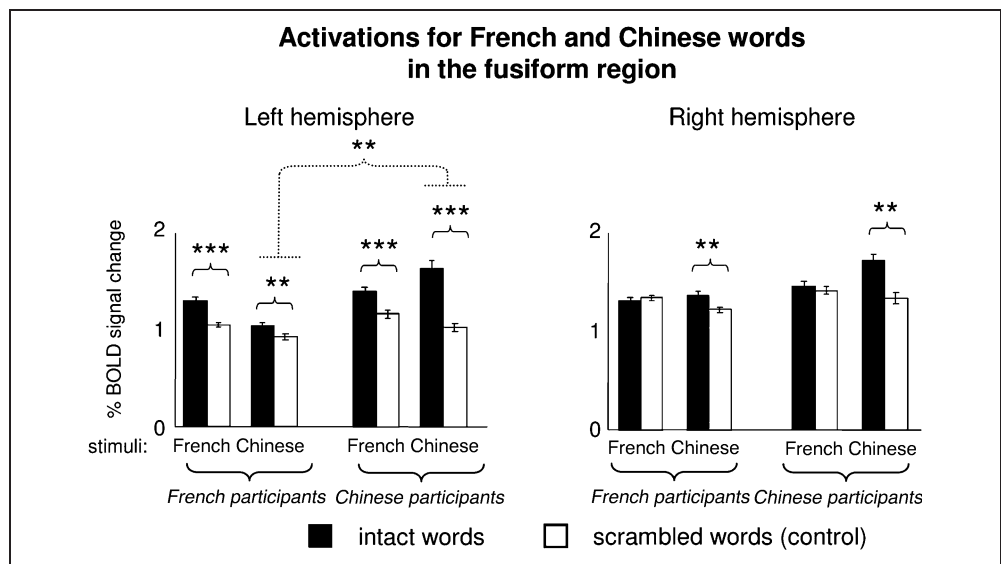 Activations for French and Chinese words
in the fusiform region
Left hemisphere
Right hemisphere
**
***
**
***
***
**
**
% BOLD signal change
2
1
0
2
1
0
stimuli: French Chinese French Chinese
French Chinese French Chinese
French participants Chinese participants
French participants Chinese participants
intact words scrambled words (control)